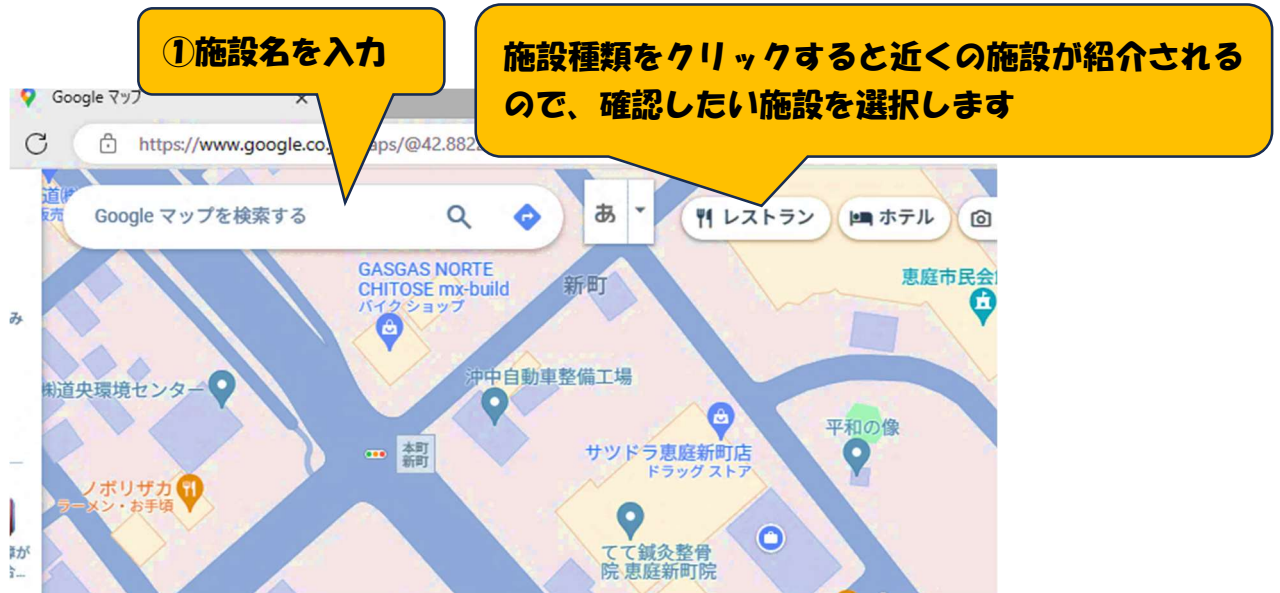 ①施設名を入力
施設種類をクリックすると近くの施設が紹介される
ので、確認したい施設を選択します
Google マップ
https://www.google.co.
aps/@42.882
Google マップを検索する
あ
レストラン
ホテル
GASGAS NORTE
CHITOSE mx-build
バイク ショップ
新町
恵庭市民会
み
道央環境センター
沖中自動車整備工場
本町
新町
サツドラ恵庭新町店
ドラッグ ストア
平和の像
ノボリザカ
ラーメン・お手頃
てて鍼灸整骨
院 恵庭新町院